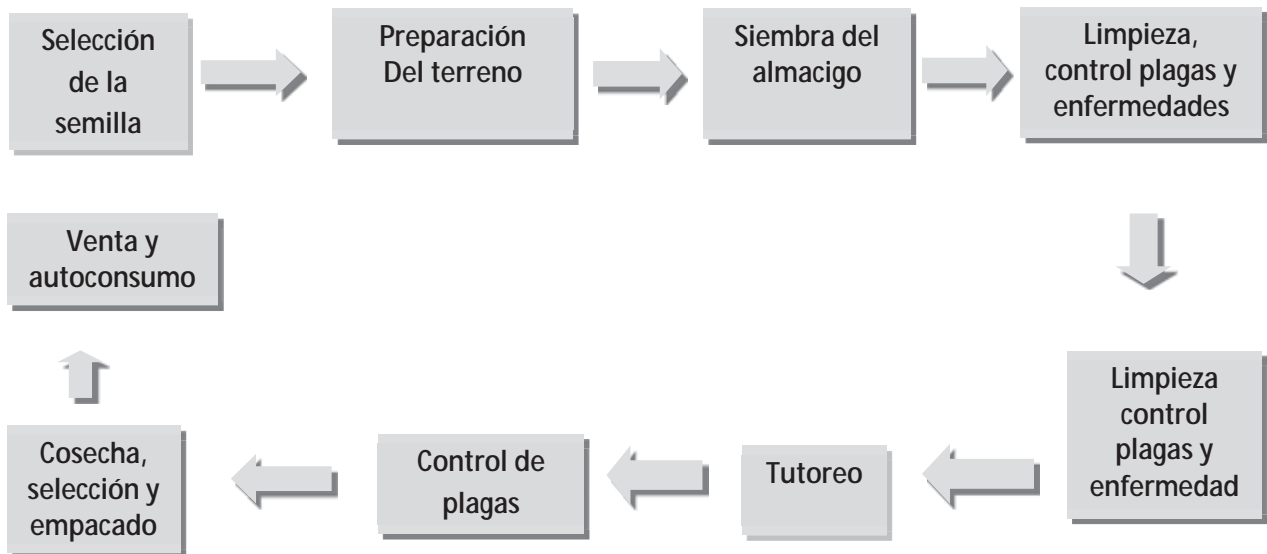 Selección
de la
semilla
Preparación
Del terreno
Siembra del
almacigo
Limpieza,
control plagas y
enfermedades
Limpieza
control
plagas y
enfermedad
Tutoreo
Control de
plagas
Cosecha,
selección y
empacado
Venta y
autoconsumo